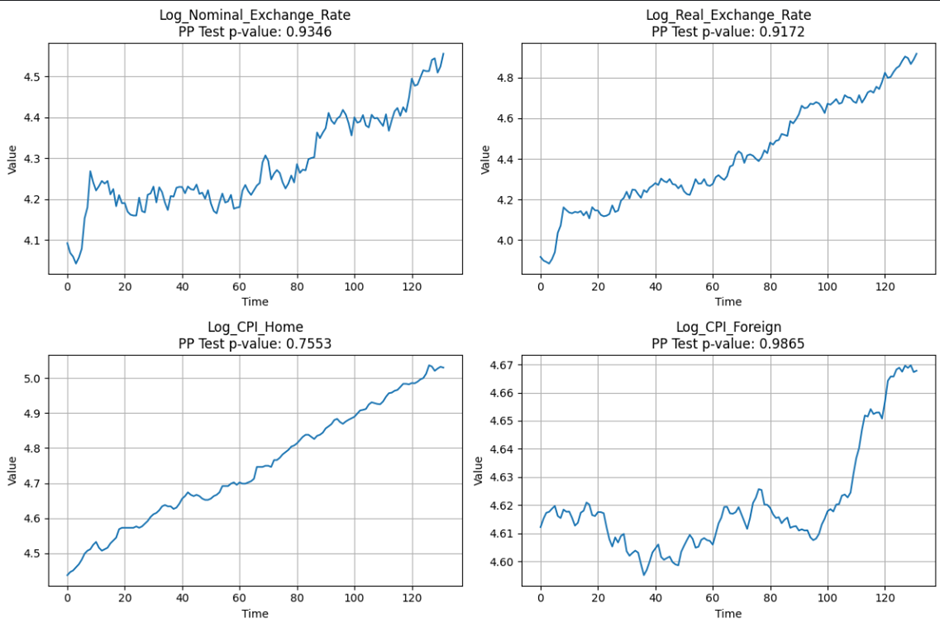 Log_Nominal_Exchange_Rate
PP Test p-value: 0.9346
Value
4.5
4.4
4.3
4.2
4.1
0 20 40 60 80 100 120
Time
Log_Real_Exchange_Rate
PP Test p-value: 0.9172
Value
4.8
4.6
4.4
4.2
4.0
0 20 40 60 80 100 120
Time
Log_CPI_Home
PP Test p-value: 0.7553
Value
5.0
4.9
4.8
4.7
4.6
4.5
0 20 40 60 80 100 120
Time
Log_CPI_Foreign
PP Test p-value: 0.9865
Value
4.67
4.66
4.65
4.64
4.63
4.62
4.61
4.60
0 20 40 60 80 100 120
Time